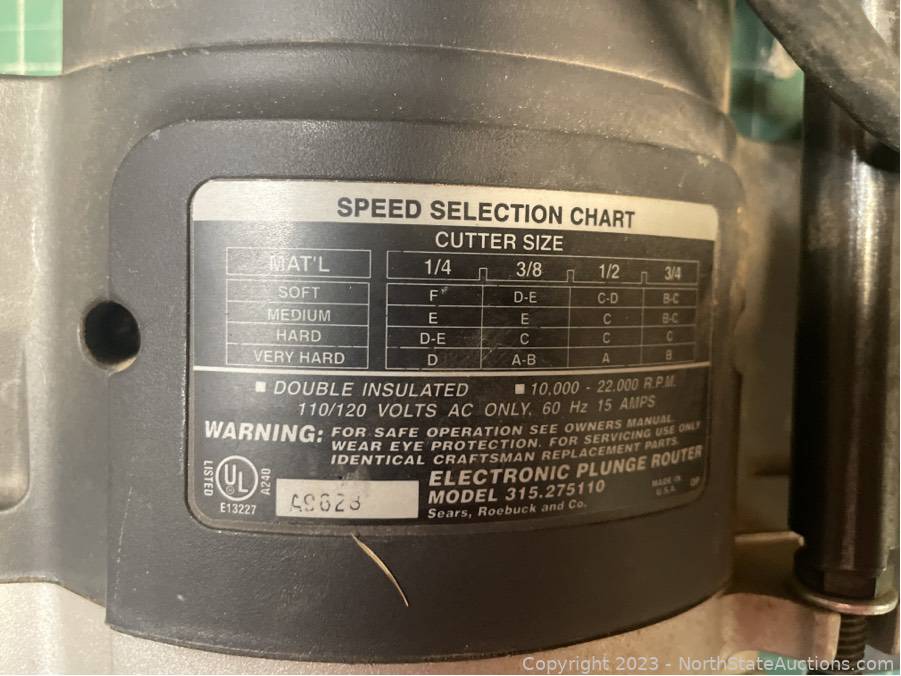 SPEED SELECTION CHART
CUTTER SIZE
MAT'L 1/4 3/8 1/2 3/4
SOFT F D-E C-D B-C
MEDIUM E E C B-C
HARD D-E C C C
VERY HARD D A-B A B
■ DOUBLE INSULATED ■ 10,000 - 22,000 R.P.M.
110/120 VOLTS AC ONLY, 60 Hz 15 AMPS
WARNING: FOR SAFE OPERATION SEE OWNERS MANUAL.
WEAR EYE PROTECTION. FOR SERVICING USE ONLY
IDENTICAL CRAFTSMAN REPLACEMENT PARTS.
ELECTRONIC PLUNGE ROUTER
MODEL 315.275110
Sears, Roebuck and Co.
MADE IN
U.S.A.
OP
LISTED
UL
A240
E13227
Copyright 2023 - NorthStateAuctions.com